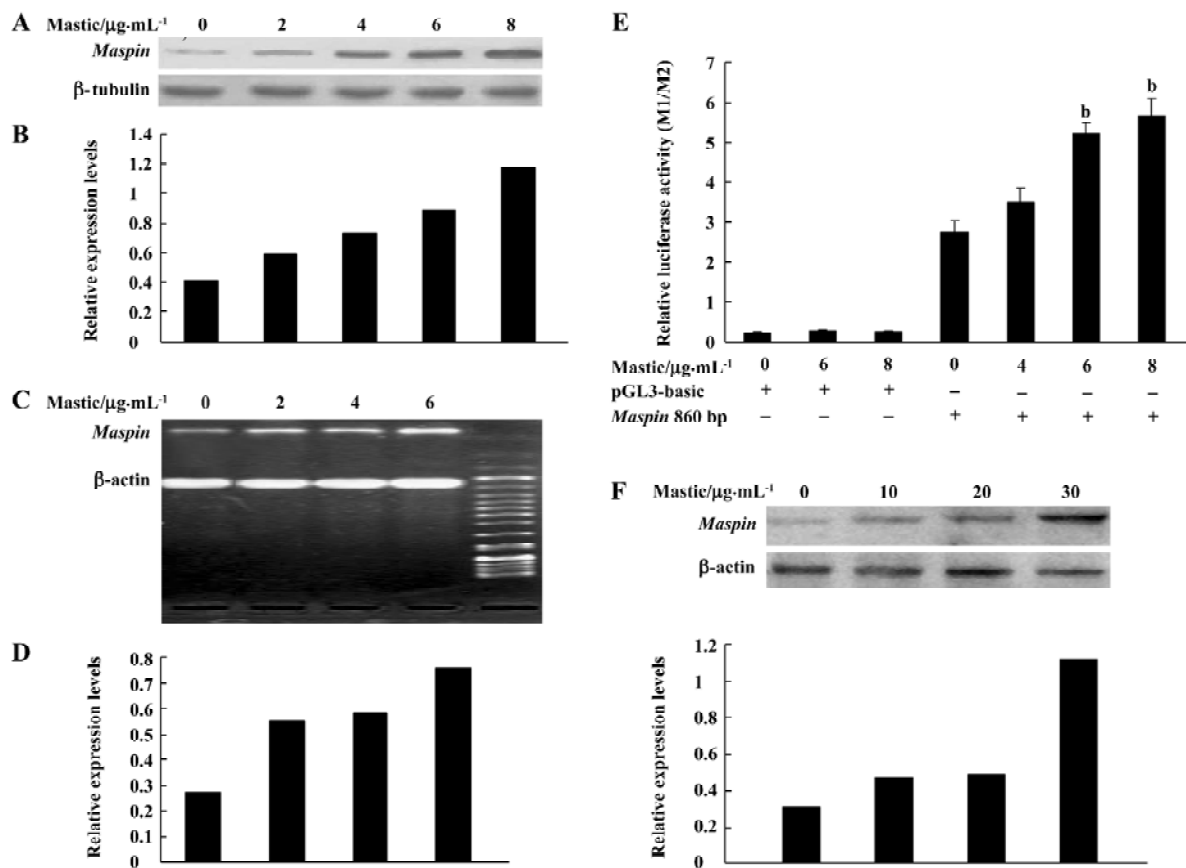 A
Mastic/μg·mL⁻¹ 0 2 4 6 8
Maspin
β-tubulin
B
Relative expression levels
1.4
1.2
1
0.8
0.6
0.4
0.2
0
C
Mastic/μg·mL⁻¹ 0 2 4 6
Maspin
β-actin
D
Relative expression levels
0.8
0.7
0.6
0.5
0.4
0.3
0.2
0.1
0
E
Relative luciferase activity (M1/M2)
7
6
5
4
3
2
1
0
b
b
Mastic/μg·mL⁻¹ 0 6 8 0 4 6 8
pGL3-basic + + + – – – –
Maspin 860 bp – – – + + + +
F
Mastic/μg·mL⁻¹ 0 10 20 30
Maspin
β-actin
Relative expression levels
1.2
1
0.8
0.6
0.4
0.2
0